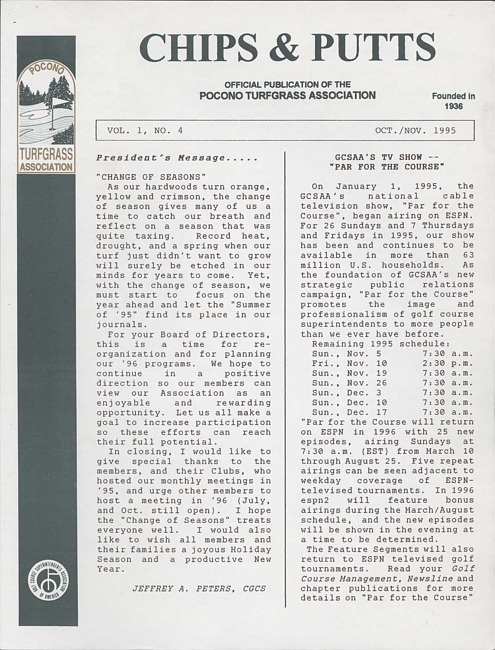 CHIPS & PUTTS
OFFICIAL PUBLICATION OF THE
POCONO TURFGRASS ASSOCIATION
Founded in
1936
POCONO
TURFGRASS
ASSOCIATION
VOL. 1, NO. 4 OCT./NOV. 1995
President's Message.....
"CHANGE OF SEASONS"
As our hardwoods turn orange,
yellow and crimson, the change
of season gives many of us a
time to catch our breath and
reflect on a season that was
quite taxing. Record heat,
drought, and a spring when our
turf just didn't want to grow
will surely be etched in our
minds for years to come. Yet,
with the change of season, we
must start to focus on the
year ahead and let the "Summer
of '95" find its place in our
journals.
For your Board of Directors,
this is a time for re-
organization and for planning
our '96 programs. We hope to
continue in a positive
direction so our members can
view our Association as an
enjoyable and rewarding
opportunity. Let us all make a
goal to increase participation
so these efforts can reach
their full potential.
In closing, I would like to
give special thanks to the
members, and their Clubs, who
hosted our monthly meetings in
'95, and urge other members to
host a meeting in '96 (July,
and Oct. still open). I hope
the "Change of Seasons" treats
everyone well. I would also
like to wish all members and
their families a joyous Holiday
Season and a productive New
Year.
JEFFREY A. PETERS, CGCS
GCSAA'S TV SHOW --
"PAR FOR THE COURSE"
On January 1, 1995, the
GCSAA's national cable
television show, "Par for the
Course", began airing on ESPN.
For 26 Sundays and 7 Thursdays
and Fridays in 1995, our show
has been and continues to be
available in more than 63
million U.S. households. As
the foundation of GCSAA's new
strategic public relations
campaign, "Par for the Course"
promotes the image and
professionalism of golf course
superintendents to more people
than we ever have before.
Remaining 1995 schedule:
Sun., Nov. 5 7:30 a.m.
Fri., Nov. 10 2:30 p.m.
Sun., Nov. 19 7:30 a.m.
Sun., Nov. 26 7:30 a.m.
Sun., Dec. 3 7:30 a.m.
Sun., Dec. 10 7:30 a.m.
Sun., Dec. 17 7:30 a.m.
"Par for the Course will return
on ESPN in 1996 with 25 new
episodes, airing Sundays at
7:30 a.m. (EST) from March 10
through August 25. Five repeat
airings can be seen adjacent to
weekday coverage of ESPN-
televised tournaments. In 1996
espn2 will feature bonus
airings during the March/August
schedule, and the new episodes
will be shown in the evening at
a time to be determined.
The Feature Segments will also
return to ESPN televised golf
tournaments. Read your Golf
Course Management, Newsline and
chapter publications for more
details on "Par for the Course"
GOLF COURSE SUPERINTENDENTS ASSOCIATION
OF AMERICA